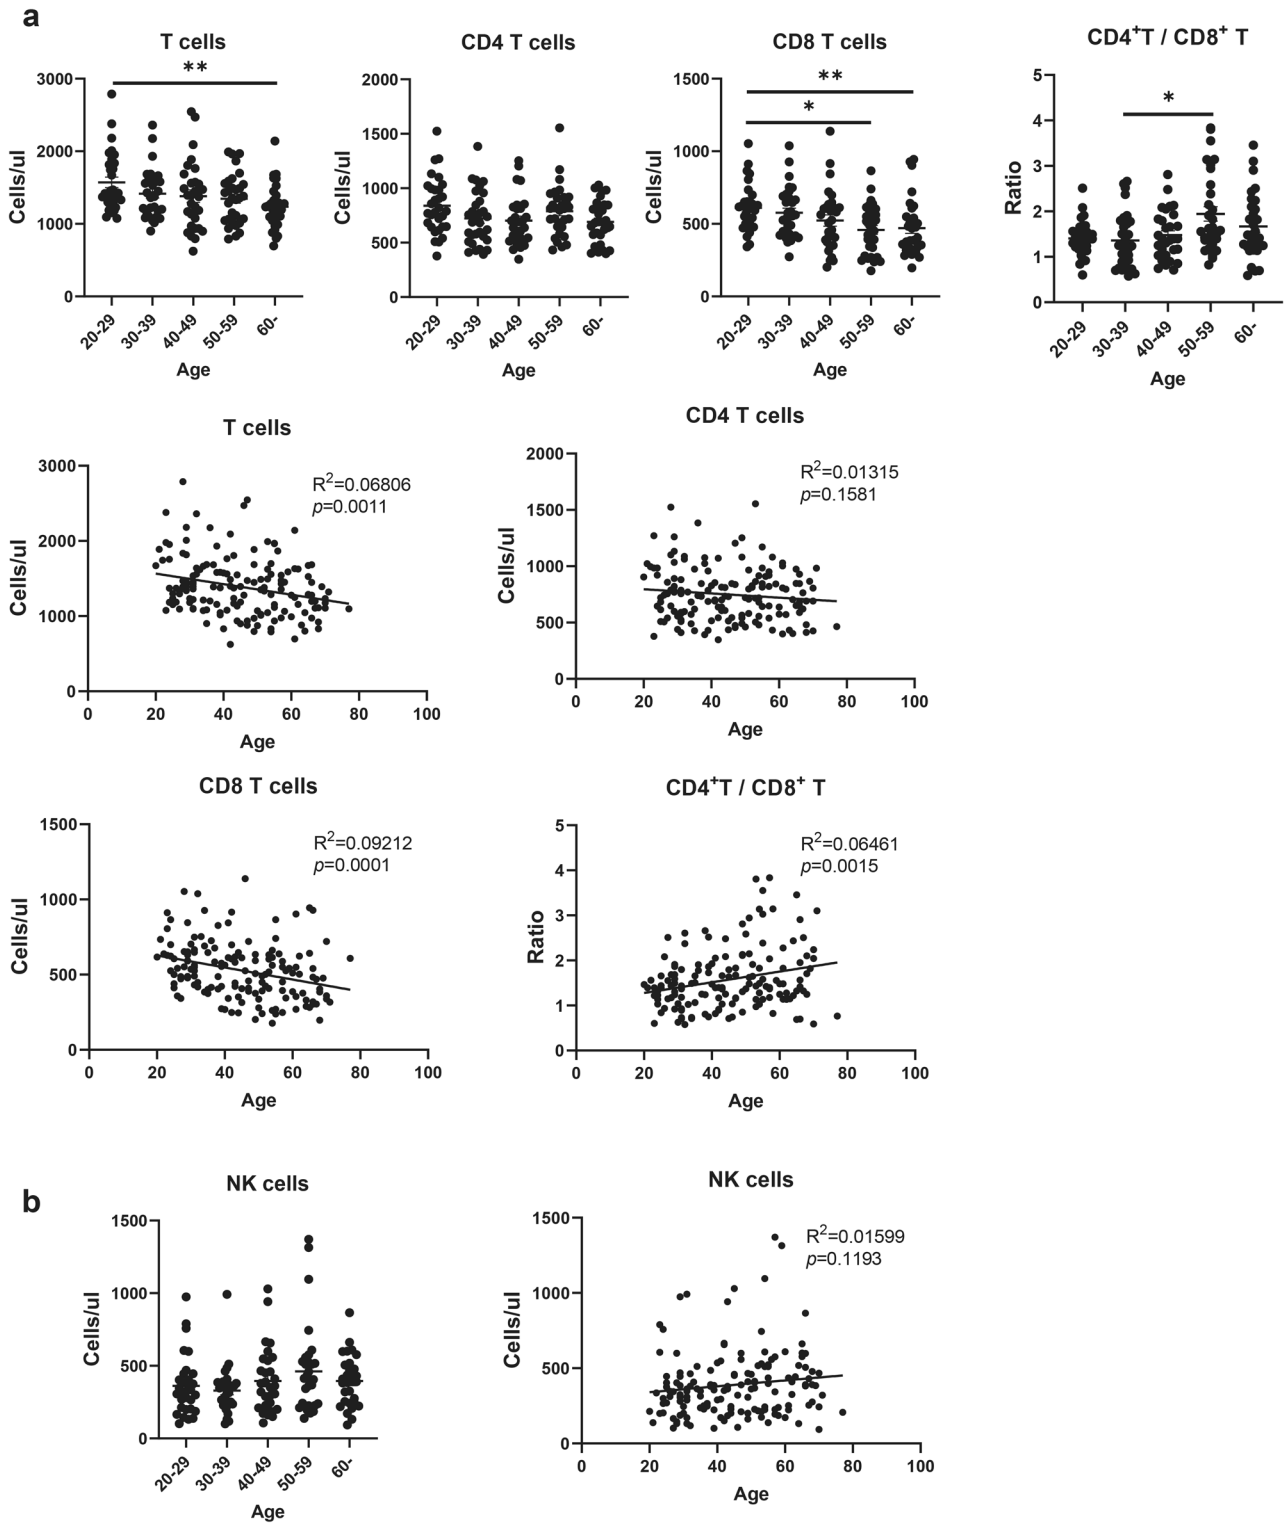 a
T cells
**
Cells/ul
3000
2000
1000
0
20-29
30-39
40-49
50-59
60-
Age
CD4 T cells
Cells/ul
2000
1500
1000
500
0
20-29
30-39
40-49
50-59
60-
Age
CD8 T cells
**
*
Cells/ul
1500
1000
500
0
20-29
30-39
40-49
50-59
60-
Age
CD4⁺T / CD8⁺ T
*
Ratio
5
4
3
2
1
0
20-29
30-39
40-49
50-59
60-
Age
T cells
R²=0.06806
p=0.0011
Cells/ul
3000
2000
1000
0
0 20 40 60 80 100
Age
CD4 T cells
R²=0.01315
p=0.1581
Cells/ul
2000
1500
1000
500
0
0 20 40 60 80 100
Age
CD8 T cells
R²=0.09212
p=0.0001
Cells/ul
1500
1000
500
0
0 20 40 60 80 100
Age
CD4⁺T / CD8⁺ T
R²=0.06461
p=0.0015
Ratio
5
4
3
2
1
0
0 20 40 60 80 100
Age
b
NK cells
Cells/ul
1500
1000
500
0
20-29
30-39
40-49
50-59
60-
Age
NK cells
R²=0.01599
p=0.1193
Cells/ul
1500
1000
500
0
0 20 40 60 80 100
Age